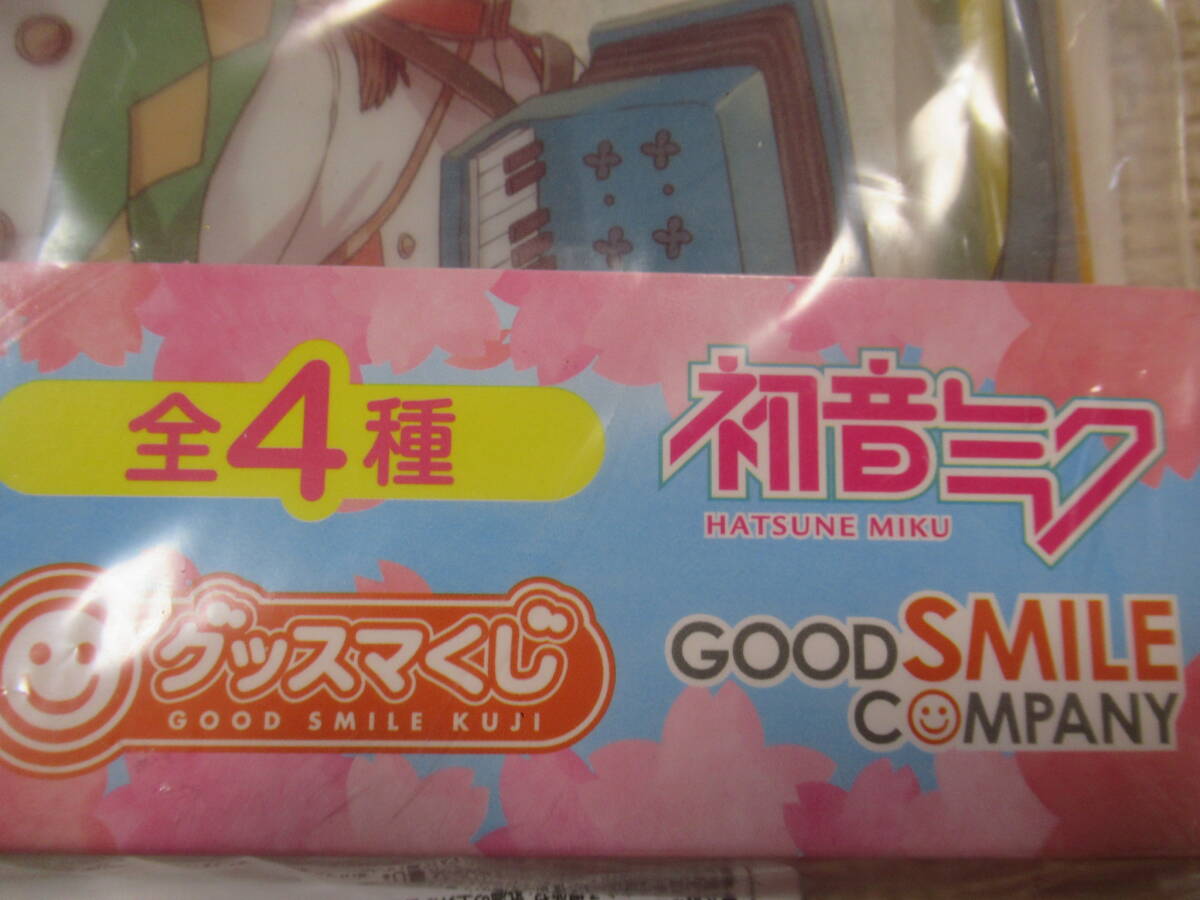 全4種
初音ミク
HATSUNE MIKU
グッスマくじ
GOOD SMILE KUJI
GOOD SMILE
COMPANY